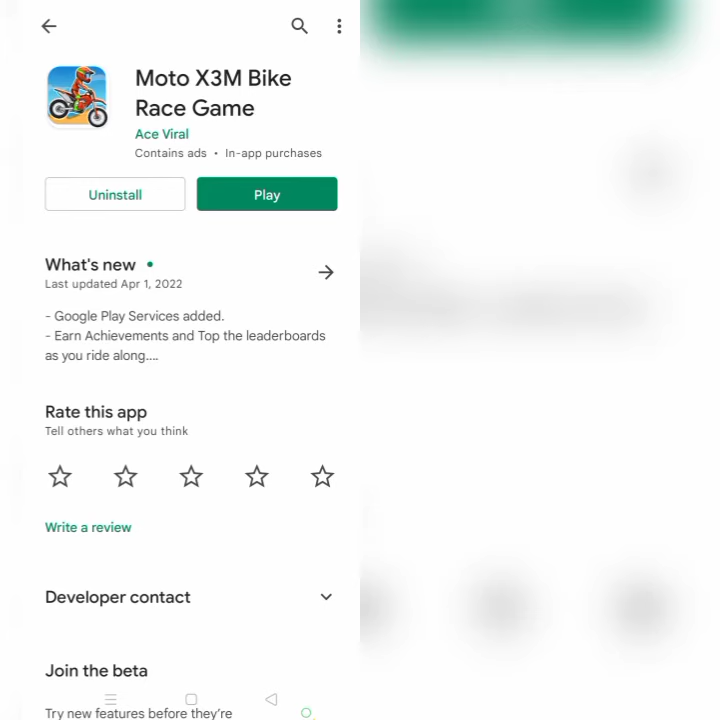 Moto X3M Bike
Race Game
Ace Viral
Contains ads • In-app purchases
Uninstall
Play
What's new •
Last updated Apr 1, 2022
- Google Play Services added.
- Earn Achievements and Top the leaderboards
as you ride along....
Rate this app
Tell others what you think
Write a review
Developer contact
Join the beta
Try new features before they're